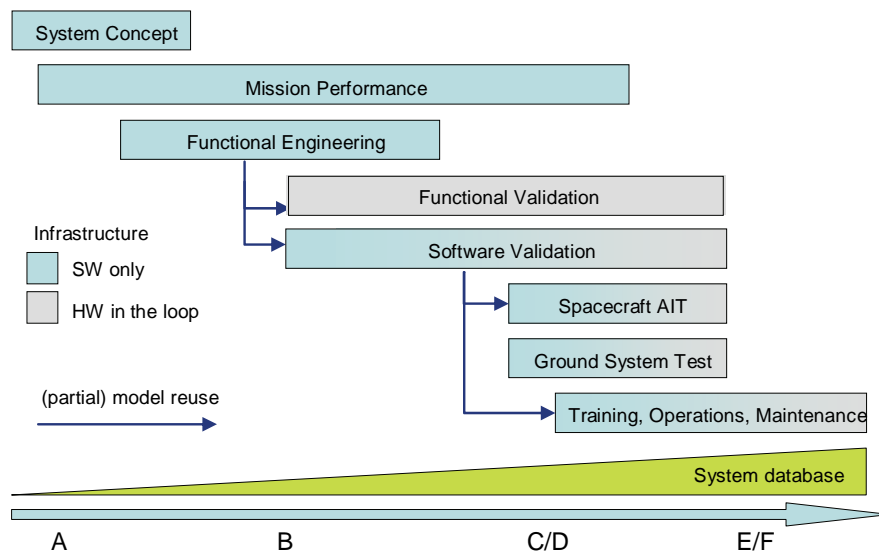 System Concept
Mission Performance
Functional Engineering
Functional Validation
Infrastructure
SW only
Software Validation
HW in the loop
Spacecraft AIT
Ground System Test
(partial) model reuse
Training, Operations, Maintenance
System database
A B C/D E/F